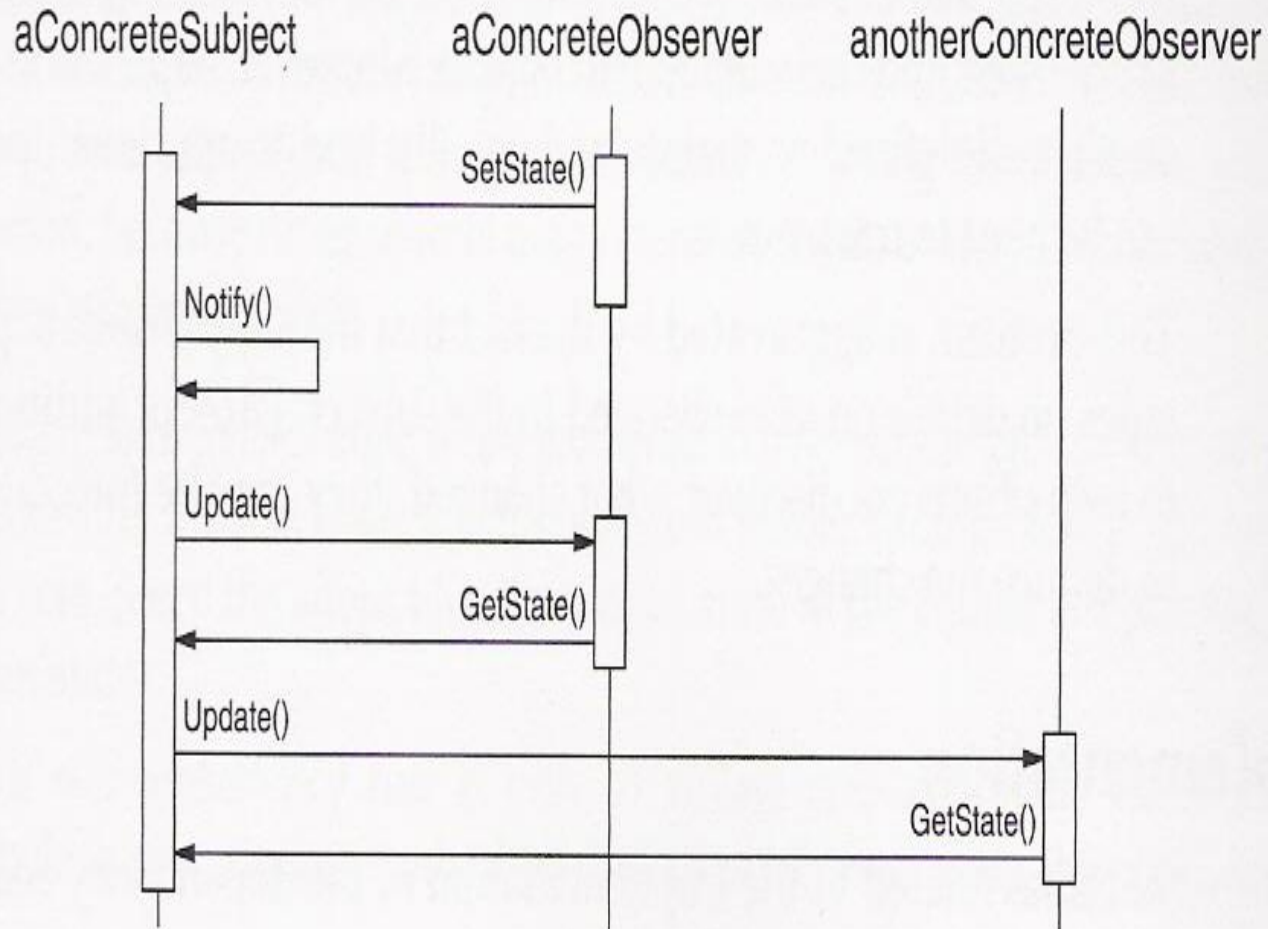 aConcreteSubject
aConcreteObserver
anotherConcreteObserver
SetState()
Notify()
Update()
GetState()
Update()
GetState()